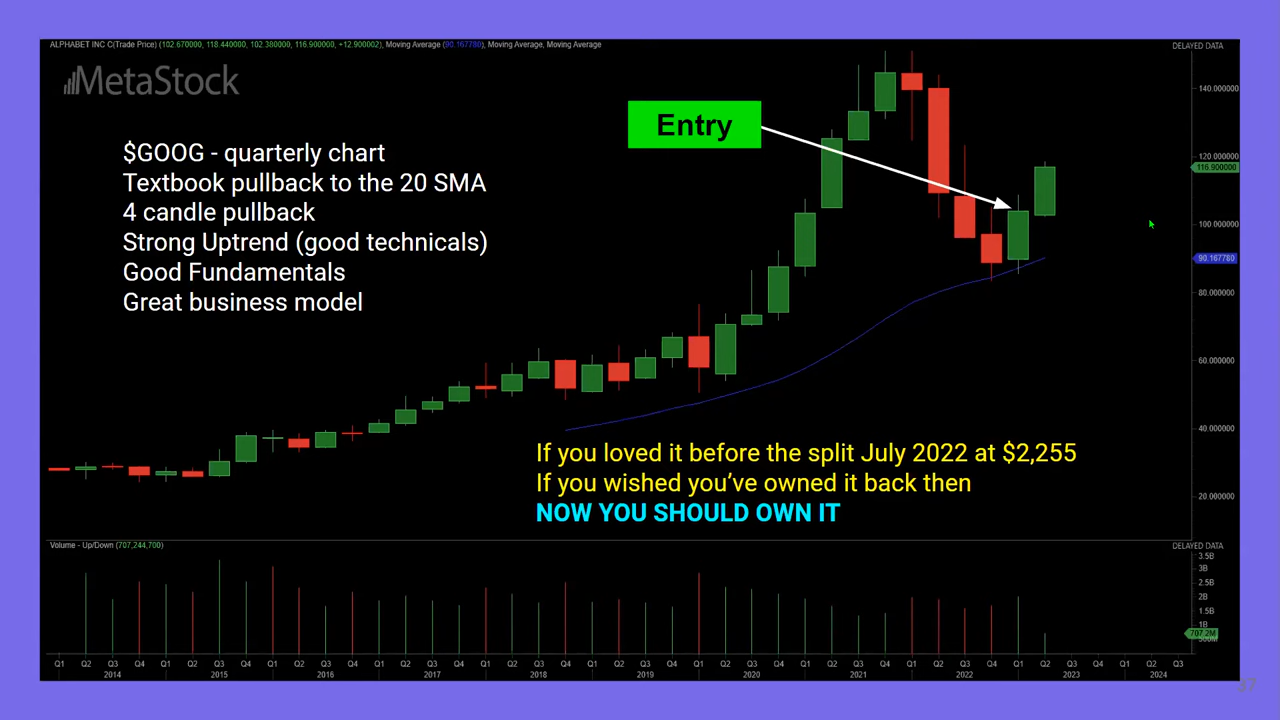 ALPHABET INC C(Trade Price) (102.670000, 118.440000, 102.380000, 116.900000, +12.900002), Moving Average (90.167780), Moving Average, Moving Average
DELAYED DATA
MetaStock
Entry
$GOOG - quarterly chart
Textbook pullback to the 20 SMA
4 candle pullback
Strong Uptrend (good technicals)
Good Fundamentals
Great business model
140.000000
120.000000
116.900000
100.000000
90.167780
80.000000
60.000000
40.000000
20.000000
If you loved it before the split July 2022 at $2,255
If you wished you've owned it back then
NOW YOU SHOULD OWN IT
Volume - Up/Down (707,244,700)
DELAYED DATA
3.5B
3B
2.5B
2B
1.5B
1B
707.2M
500M
Q1 Q2 Q3 Q4 Q1 Q2 Q3 Q4 Q1 Q2 Q3 Q4 Q1 Q2 Q3 Q4 Q1 Q2 Q3 Q4 Q1 Q2 Q3 Q4 Q1 Q2 Q3 Q4 Q1 Q2 Q3 Q4 Q1 Q2 Q3 Q4 Q1 Q2 Q3 Q4 Q1 Q2 Q3
2014 2015 2016 2017 2018 2019 2020 2021 2022 2023 2024
37